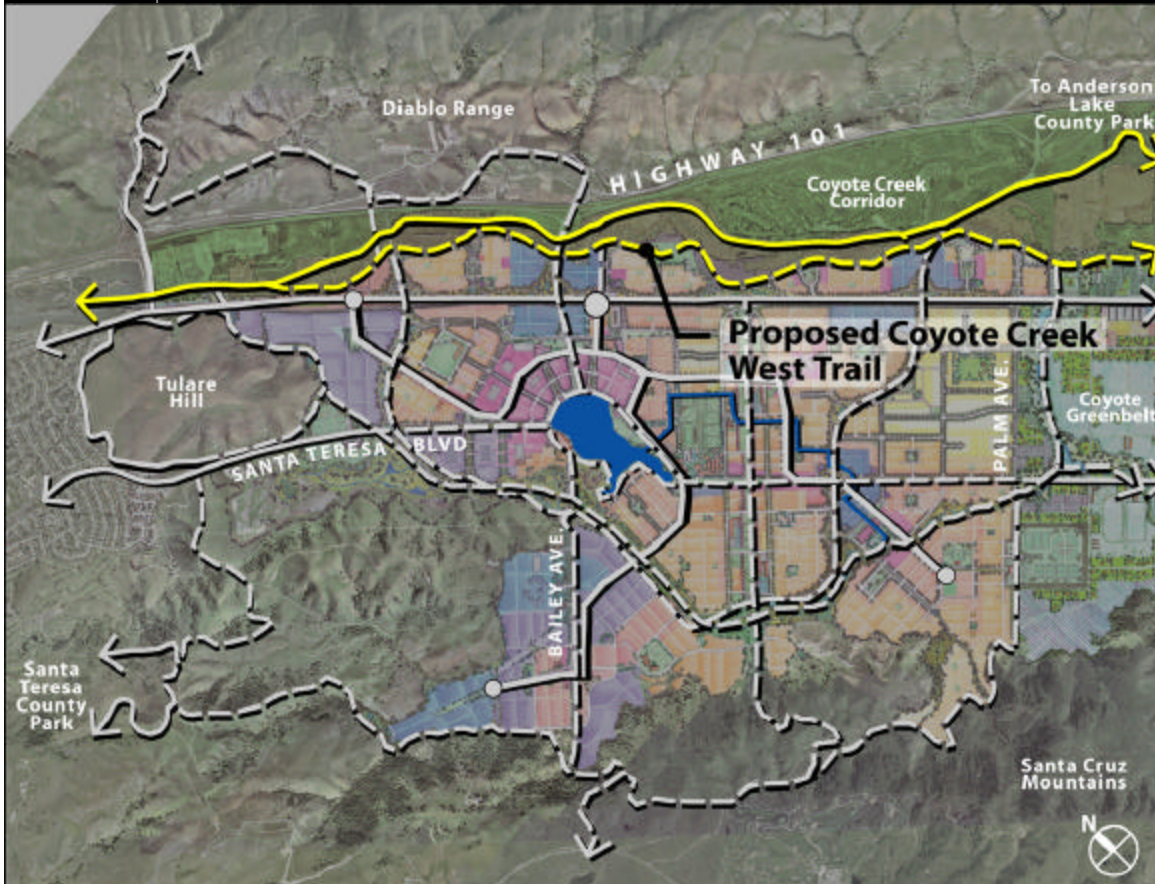 Diablo Range
To Anderson
Lake
County Park
HIGHWAY 101
Coyote Creek
Corridor
Proposed Coyote Creek
West Trail
Tulare
Hill
PALM AVE.
Coyote
Greenbelt
SANTA TERESA BLVD
BAILEY AVE.
Santa
Teresa
County
Park
Santa Cruz
Mountains
N